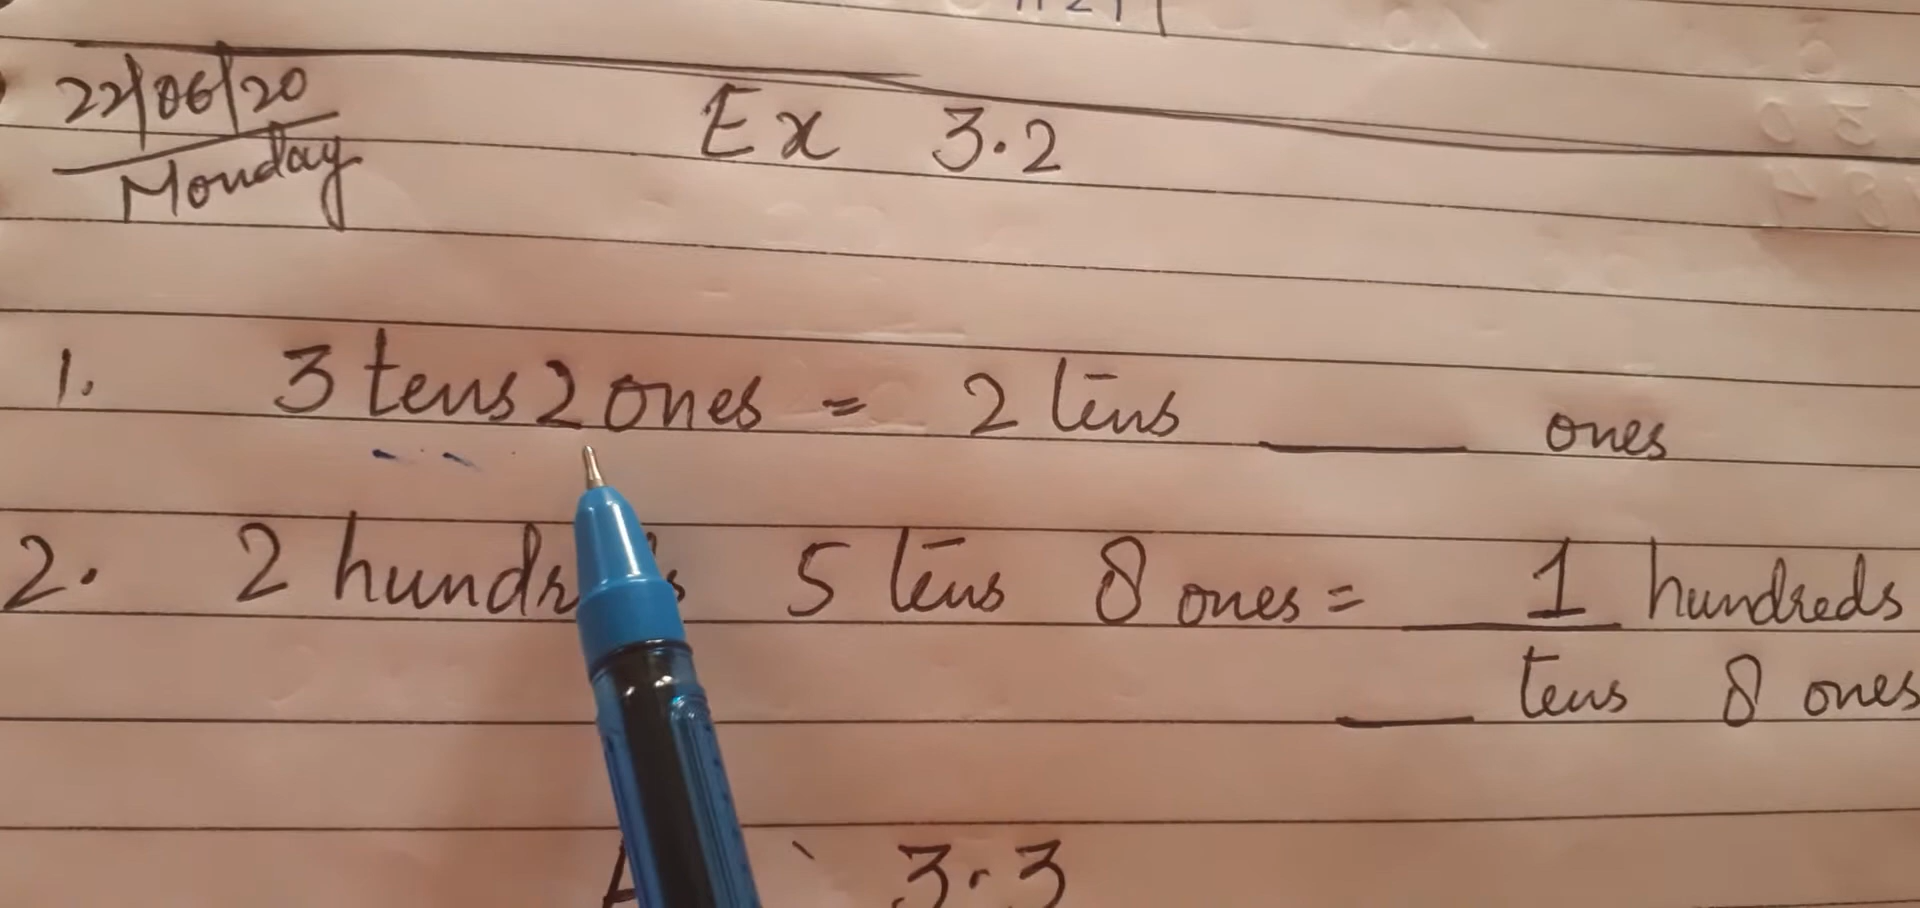 22/06/20
Monday
Ex 3.2
1. 3 tens 2 ones = 2 tens ____ ones
2. 2 5 tens 8 ones = 1 hundreds
____ tens 8 ones
3.3